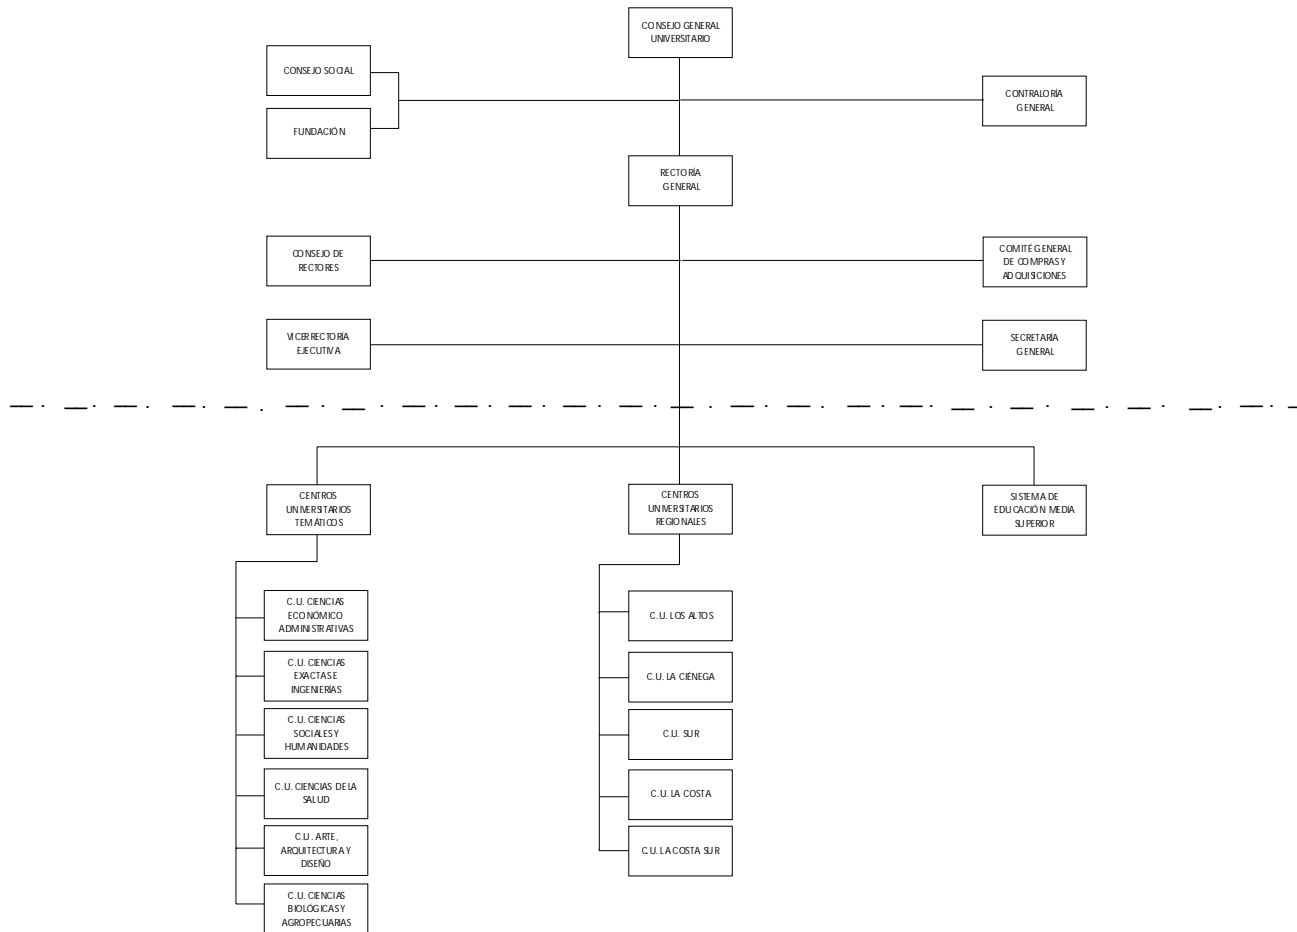 CONSEJO GENERAL
UNIVERSITARIO
CONSEJO SOCIAL
CONTRALORÍA
GENERAL
FUNDACIÓN
RECTORÍA
GENERAL
CONSEJO DE
RECTORES
COMITÉ GENERAL
DE COMPRAS Y
ADQUISICIONES
VICERRECTORÍA
EJECUTIVA
SECRETARÍA
GENERAL
CENTROS
UNIVERSITARIOS
TEMÁTICOS
CENTROS
UNIVERSITARIOS
REGIONALES
SISTEMA DE
EDUCACIÓN MEDIA
SUPERIOR
C.U. CIENCIAS
ECONÓMICO
ADMINISTRATIVAS
C.U. CIENCIAS
EXACTAS E
INGENIERÍAS
C.U. CIENCIAS
SOCIALES Y
HUMANIDADES
C.U. CIENCIAS DE LA
SALUD
C.U. ARTE,
ARQUITECTURA Y
DISEÑO
C.U. CIENCIAS
BIOLÓGICAS Y
AGROPECUARIAS
C.U. LOS ALTOS
C.U. LA CIÉNEGA
C.U. SUR
C.U. LA COSTA
C.U. LA COSTA SUR